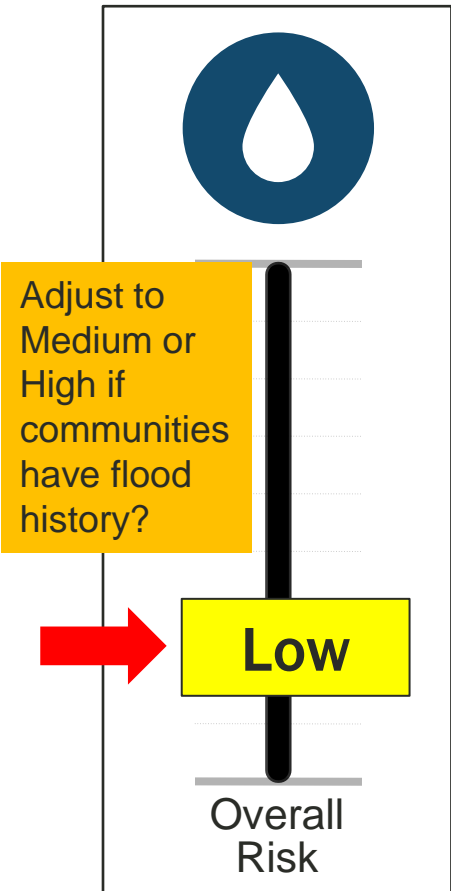 Adjust to
Medium or
High if
communities
have flood
history?
Low
Overall
Risk